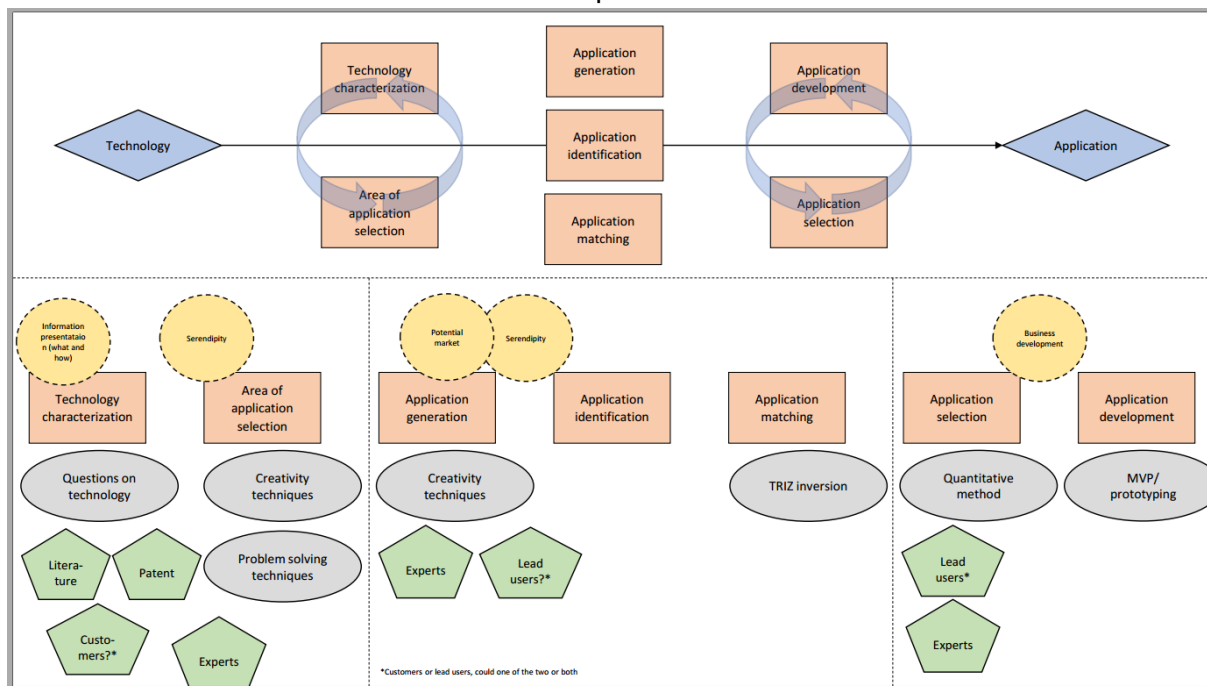 Technology
Technology
characterization
Area of
application
selection
Application
generation
Application
identification
Application
matching
Application
development
Application
selection
Application
Information
presentataio
n (what and
how)
Serendipity
Technology
characterization
Area of
application
selection
Questions on
technology
Creativity
techniques
Litera-
ture
Patent
Problem solving
techniques
Custo-
mers?*
Experts
Potential
market
Serendipity
Application
generation
Application
identification
Application
matching
Creativity
techniques
TRIZ inversion
Experts
Lead
users?*
*Customers or lead users, could one of the two or both
Business
development
Application
selection
Application
development
Quantitative
method
MVP/
prototyping
Lead
users*
Experts